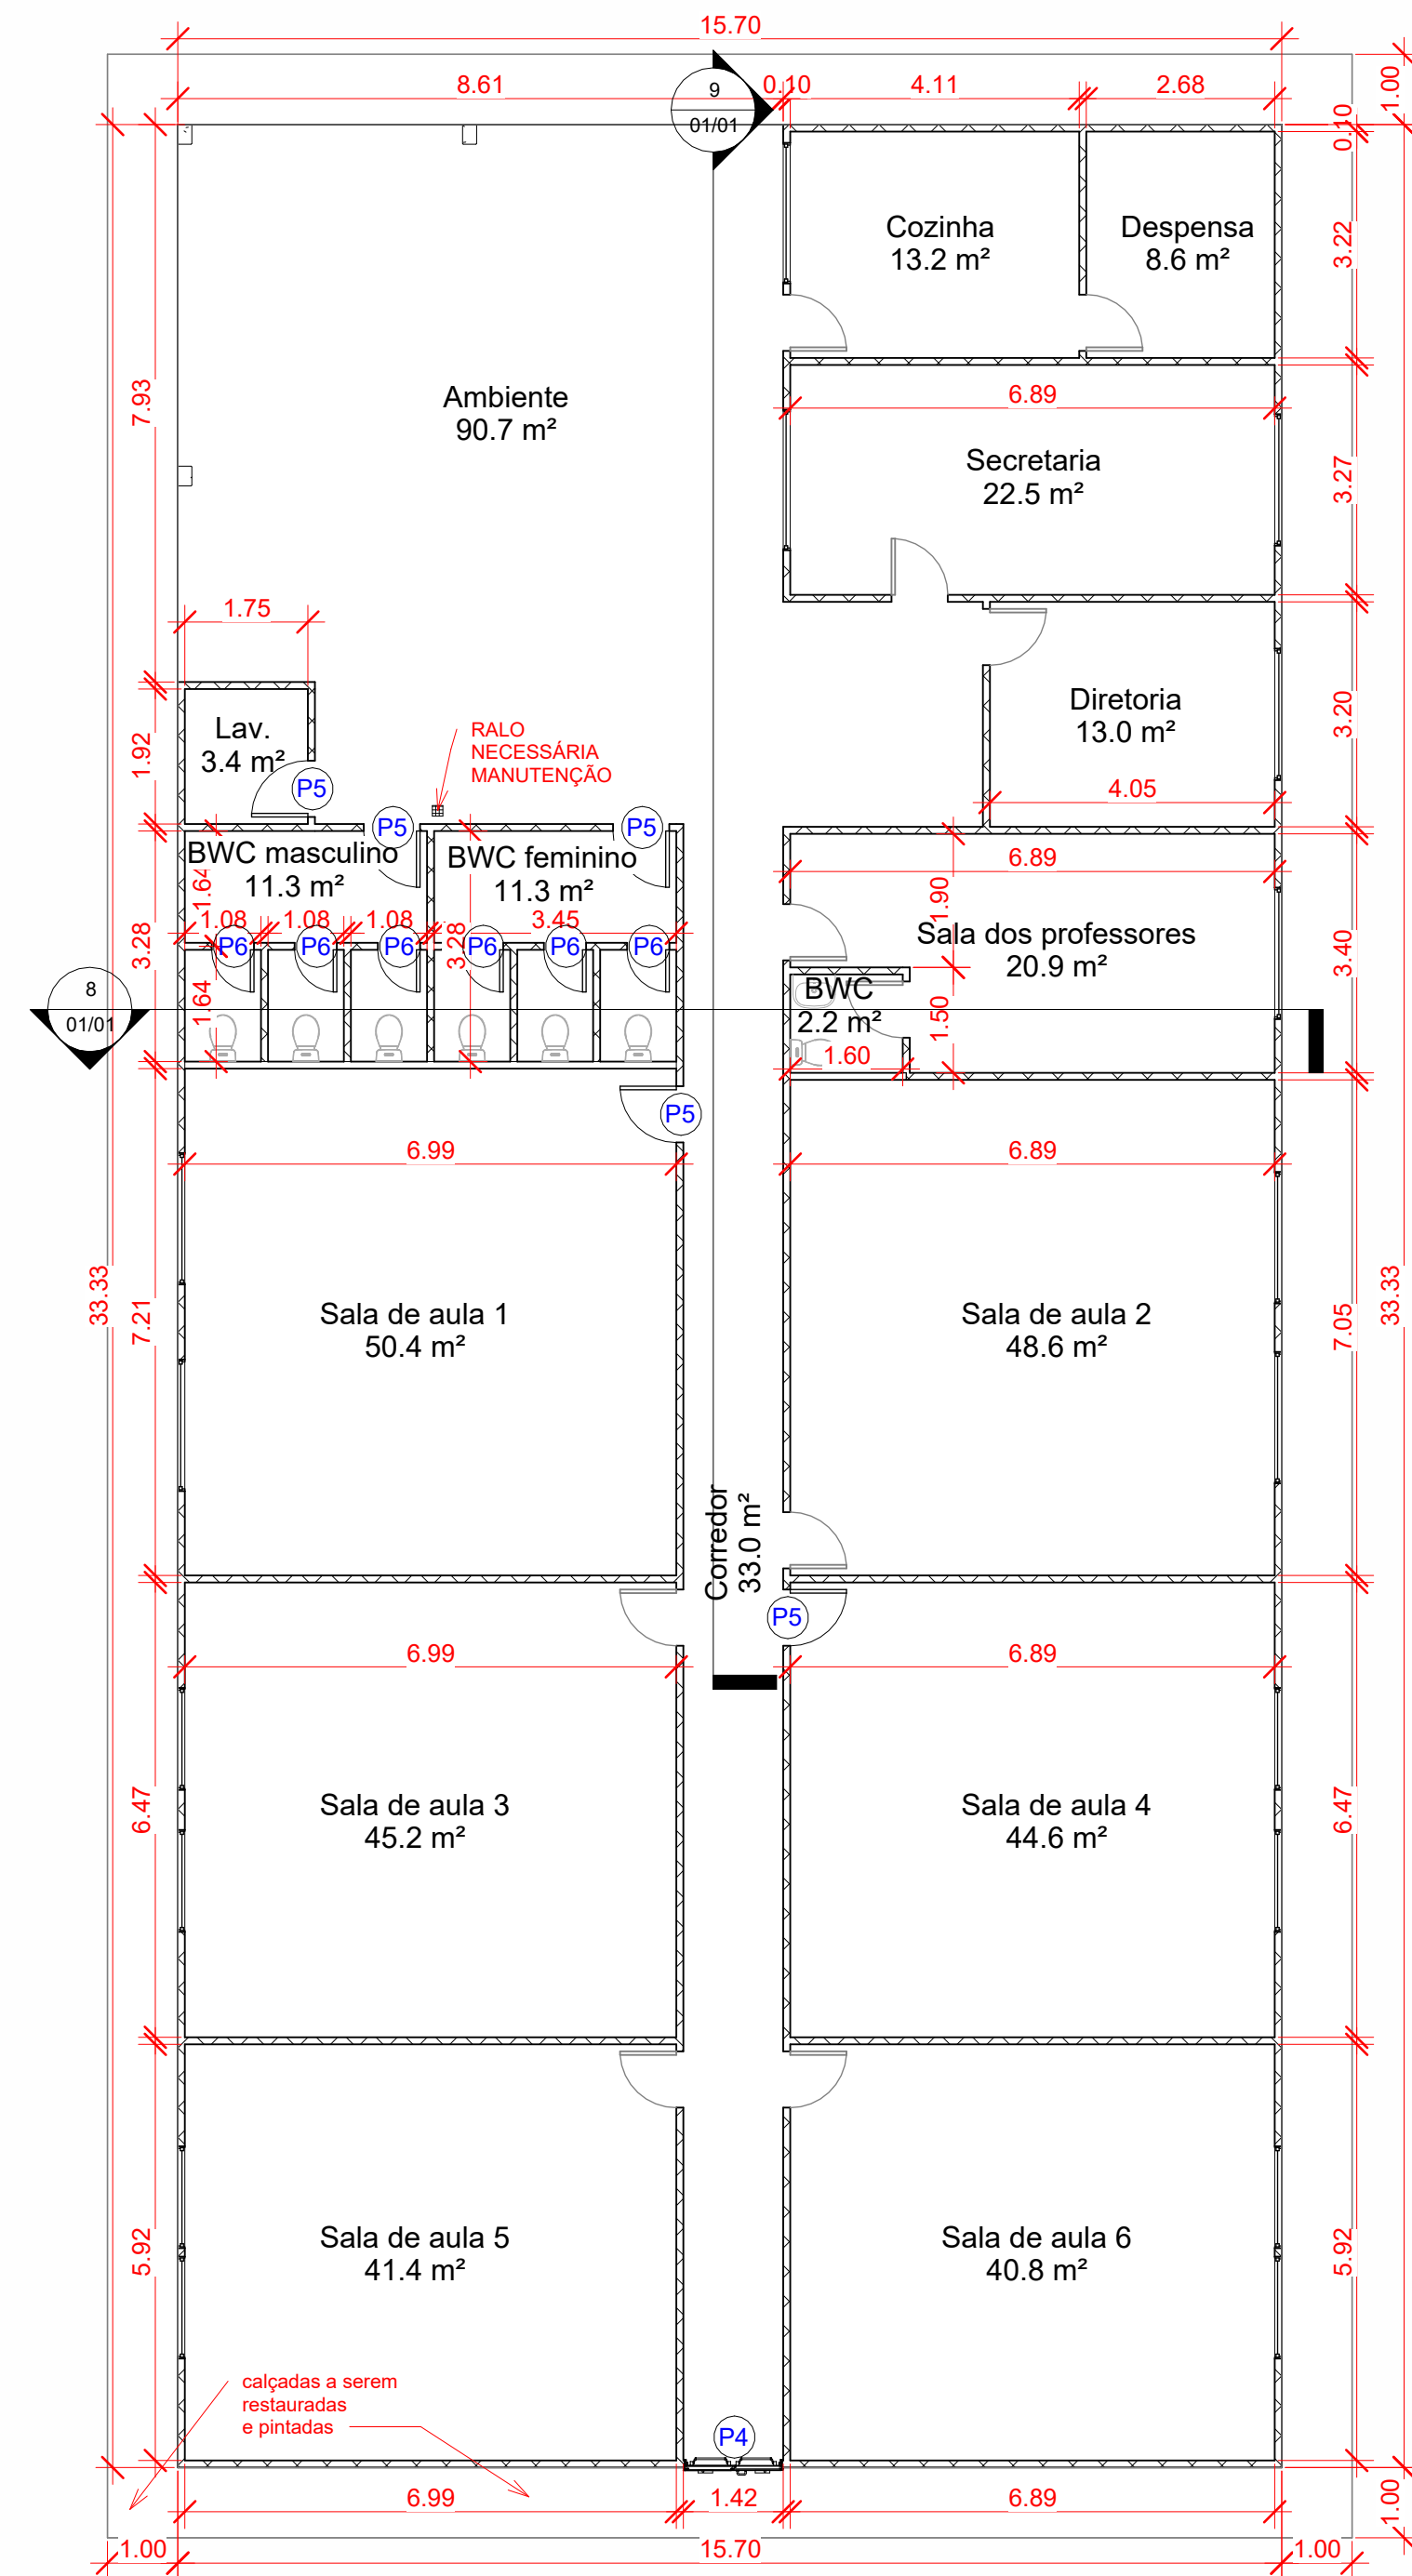 15.70
8.61
0.10
4.11
2.68
1.00
9
01/01
0.10
Cozinha
13.2 m²
Despensa
8.6 m²
3.22
7.93
Ambiente
90.7 m²
6.89
Secretaria
22.5 m²
3.27
1.75
Lav.
3.4 m²
1.92
P5
RALO
NECESSÁRIA
MANUTENÇÃO
Diretoria
13.0 m²
3.20
4.05
P5
P5
BWC masculino
11.3 m²
BWC feminino
11.3 m²
6.89
1.64
1.90
1.08
1.08
1.08
3.45
3.28
3.28
P6
P6
P6
P6
P6
P6
Sala dos professores
20.9 m²
3.40
8
01/01
1.64
BWC
2.2 m²
1.50
1.60
P5
6.99
6.89
33.33
7.21
Sala de aula 1
50.4 m²
Sala de aula 2
48.6 m²
7.05
33.33
Corredor
33.0 m²
P5
6.99
6.89
6.47
Sala de aula 3
45.2 m²
Sala de aula 4
44.6 m²
6.47
5.92
Sala de aula 5
41.4 m²
Sala de aula 6
40.8 m²
5.92
calçadas a serem
restauradas
e pintadas
P4
6.99
1.42
6.89
1.00
1.00
15.70
1.00